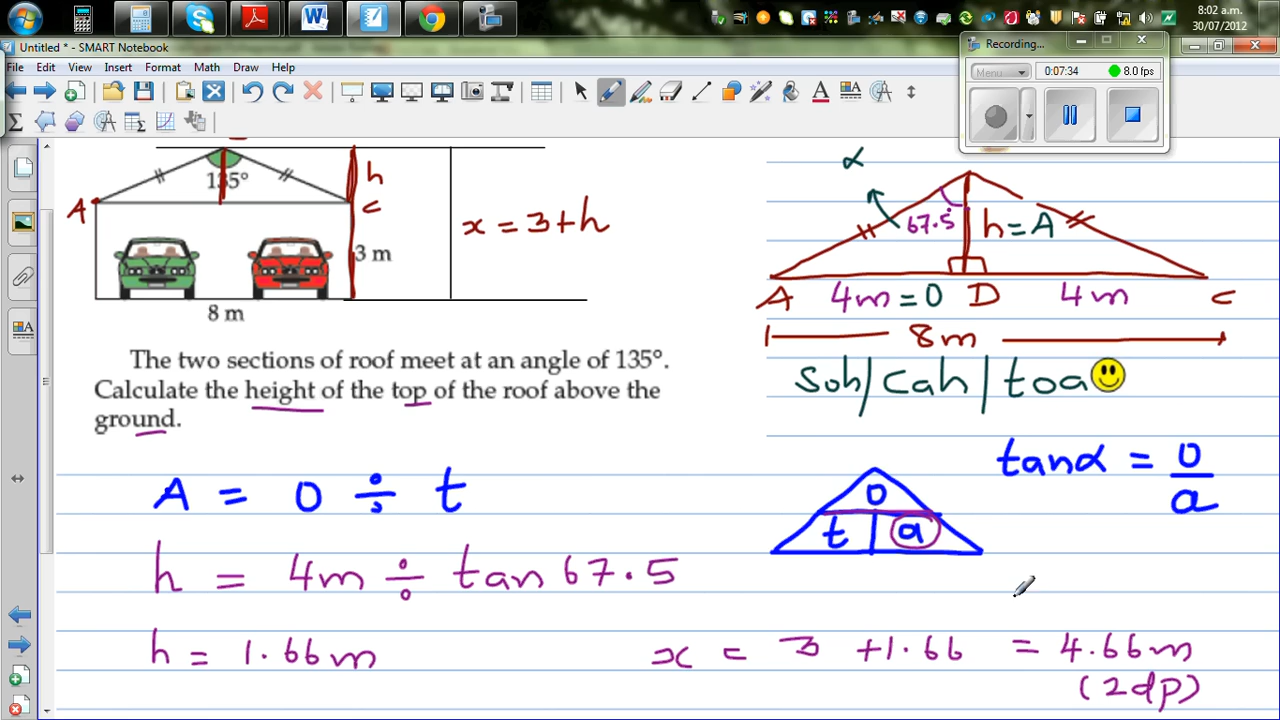 8:02 a.m.
30/07/2012
Untitled * - SMART Notebook
File Edit View Insert Format Math Draw Help
Recording...
Menu 0:07:34 8.0 fps
135°
h
A
C
3 m
8 m
x = 3 + h
α
67.5°
h = A
A 4m = O D 4m C
8m
The two sections of roof meet at an angle of 135°.
Calculate the height of the top of the roof above the
ground.
Soh/Cah/toa
tanα = O/a
A = O ÷ t
O
t a
h = 4m ÷ tan 67.5
h = 1.66m
x = 3 + 1.66 = 4.66m
(2dp)